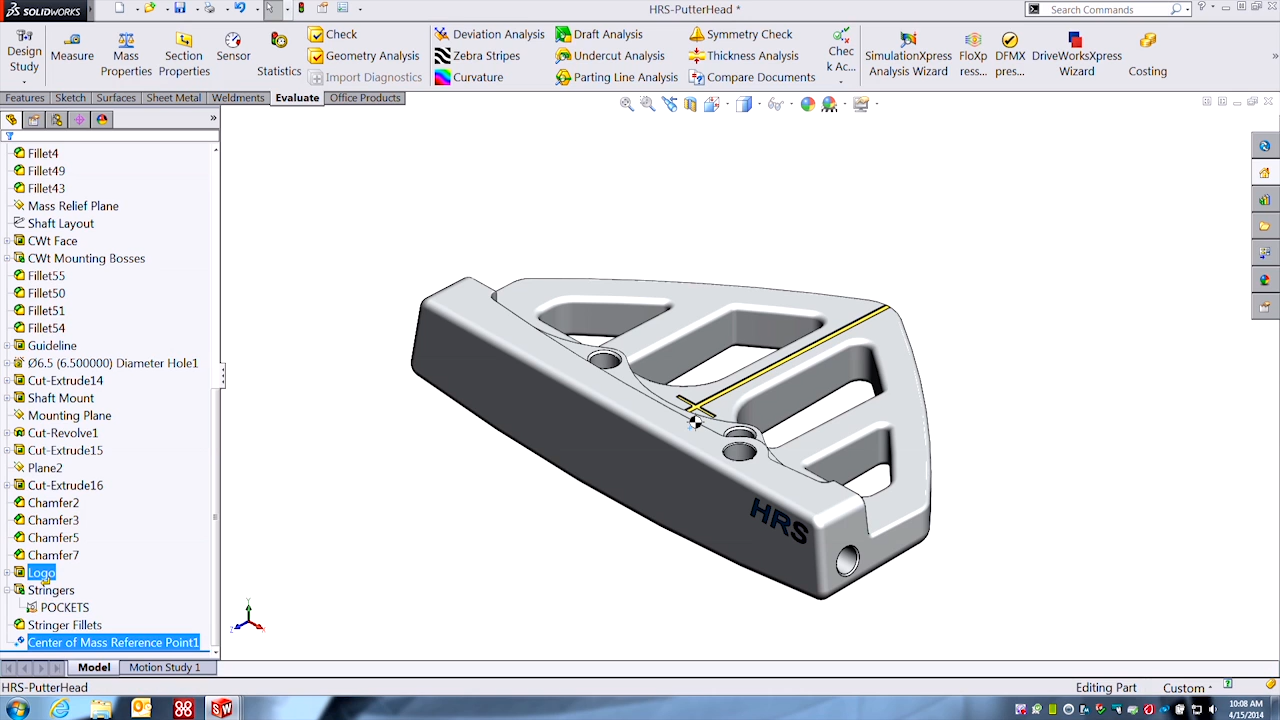 SOLIDWORKS
HRS-PutterHead *
Search Commands
Design Study
Measure
Mass Properties
Section Properties
Sensor
Statistics
Check
Geometry Analysis
Import Diagnostics
Deviation Analysis
Zebra Stripes
Curvature
Draft Analysis
Undercut Analysis
Parting Line Analysis
Symmetry Check
Thickness Analysis
Compare Documents
Chec k Ac...
SimulationXpress Analysis Wizard
FloXp ress...
DFMX pres...
DriveWorksXpress Wizard
Costing
Features
Sketch
Surfaces
Sheet Metal
Weldments
Evaluate
Office Products
Fillet4
Fillet49
Fillet43
Mass Relief Plane
Shaft Layout
CWt Face
CWt Mounting Bosses
Fillet55
Fillet50
Fillet51
Fillet54
Guideline
Ø6.5 (6.500000) Diameter Hole1
Cut-Extrude14
Shaft Mount
Mounting Plane
Cut-Revolve1
Cut-Extrude15
Plane2
Cut-Extrude16
Chamfer2
Chamfer3
Chamfer5
Chamfer7
Logo
Stringers
POCKETS
Stringer Fillets
Center of Mass Reference Point1
HRS
Y
Z
X
Model
Motion Study 1
HRS-PutterHead
Editing Part
Custom
10:08 AM
4/15/2014